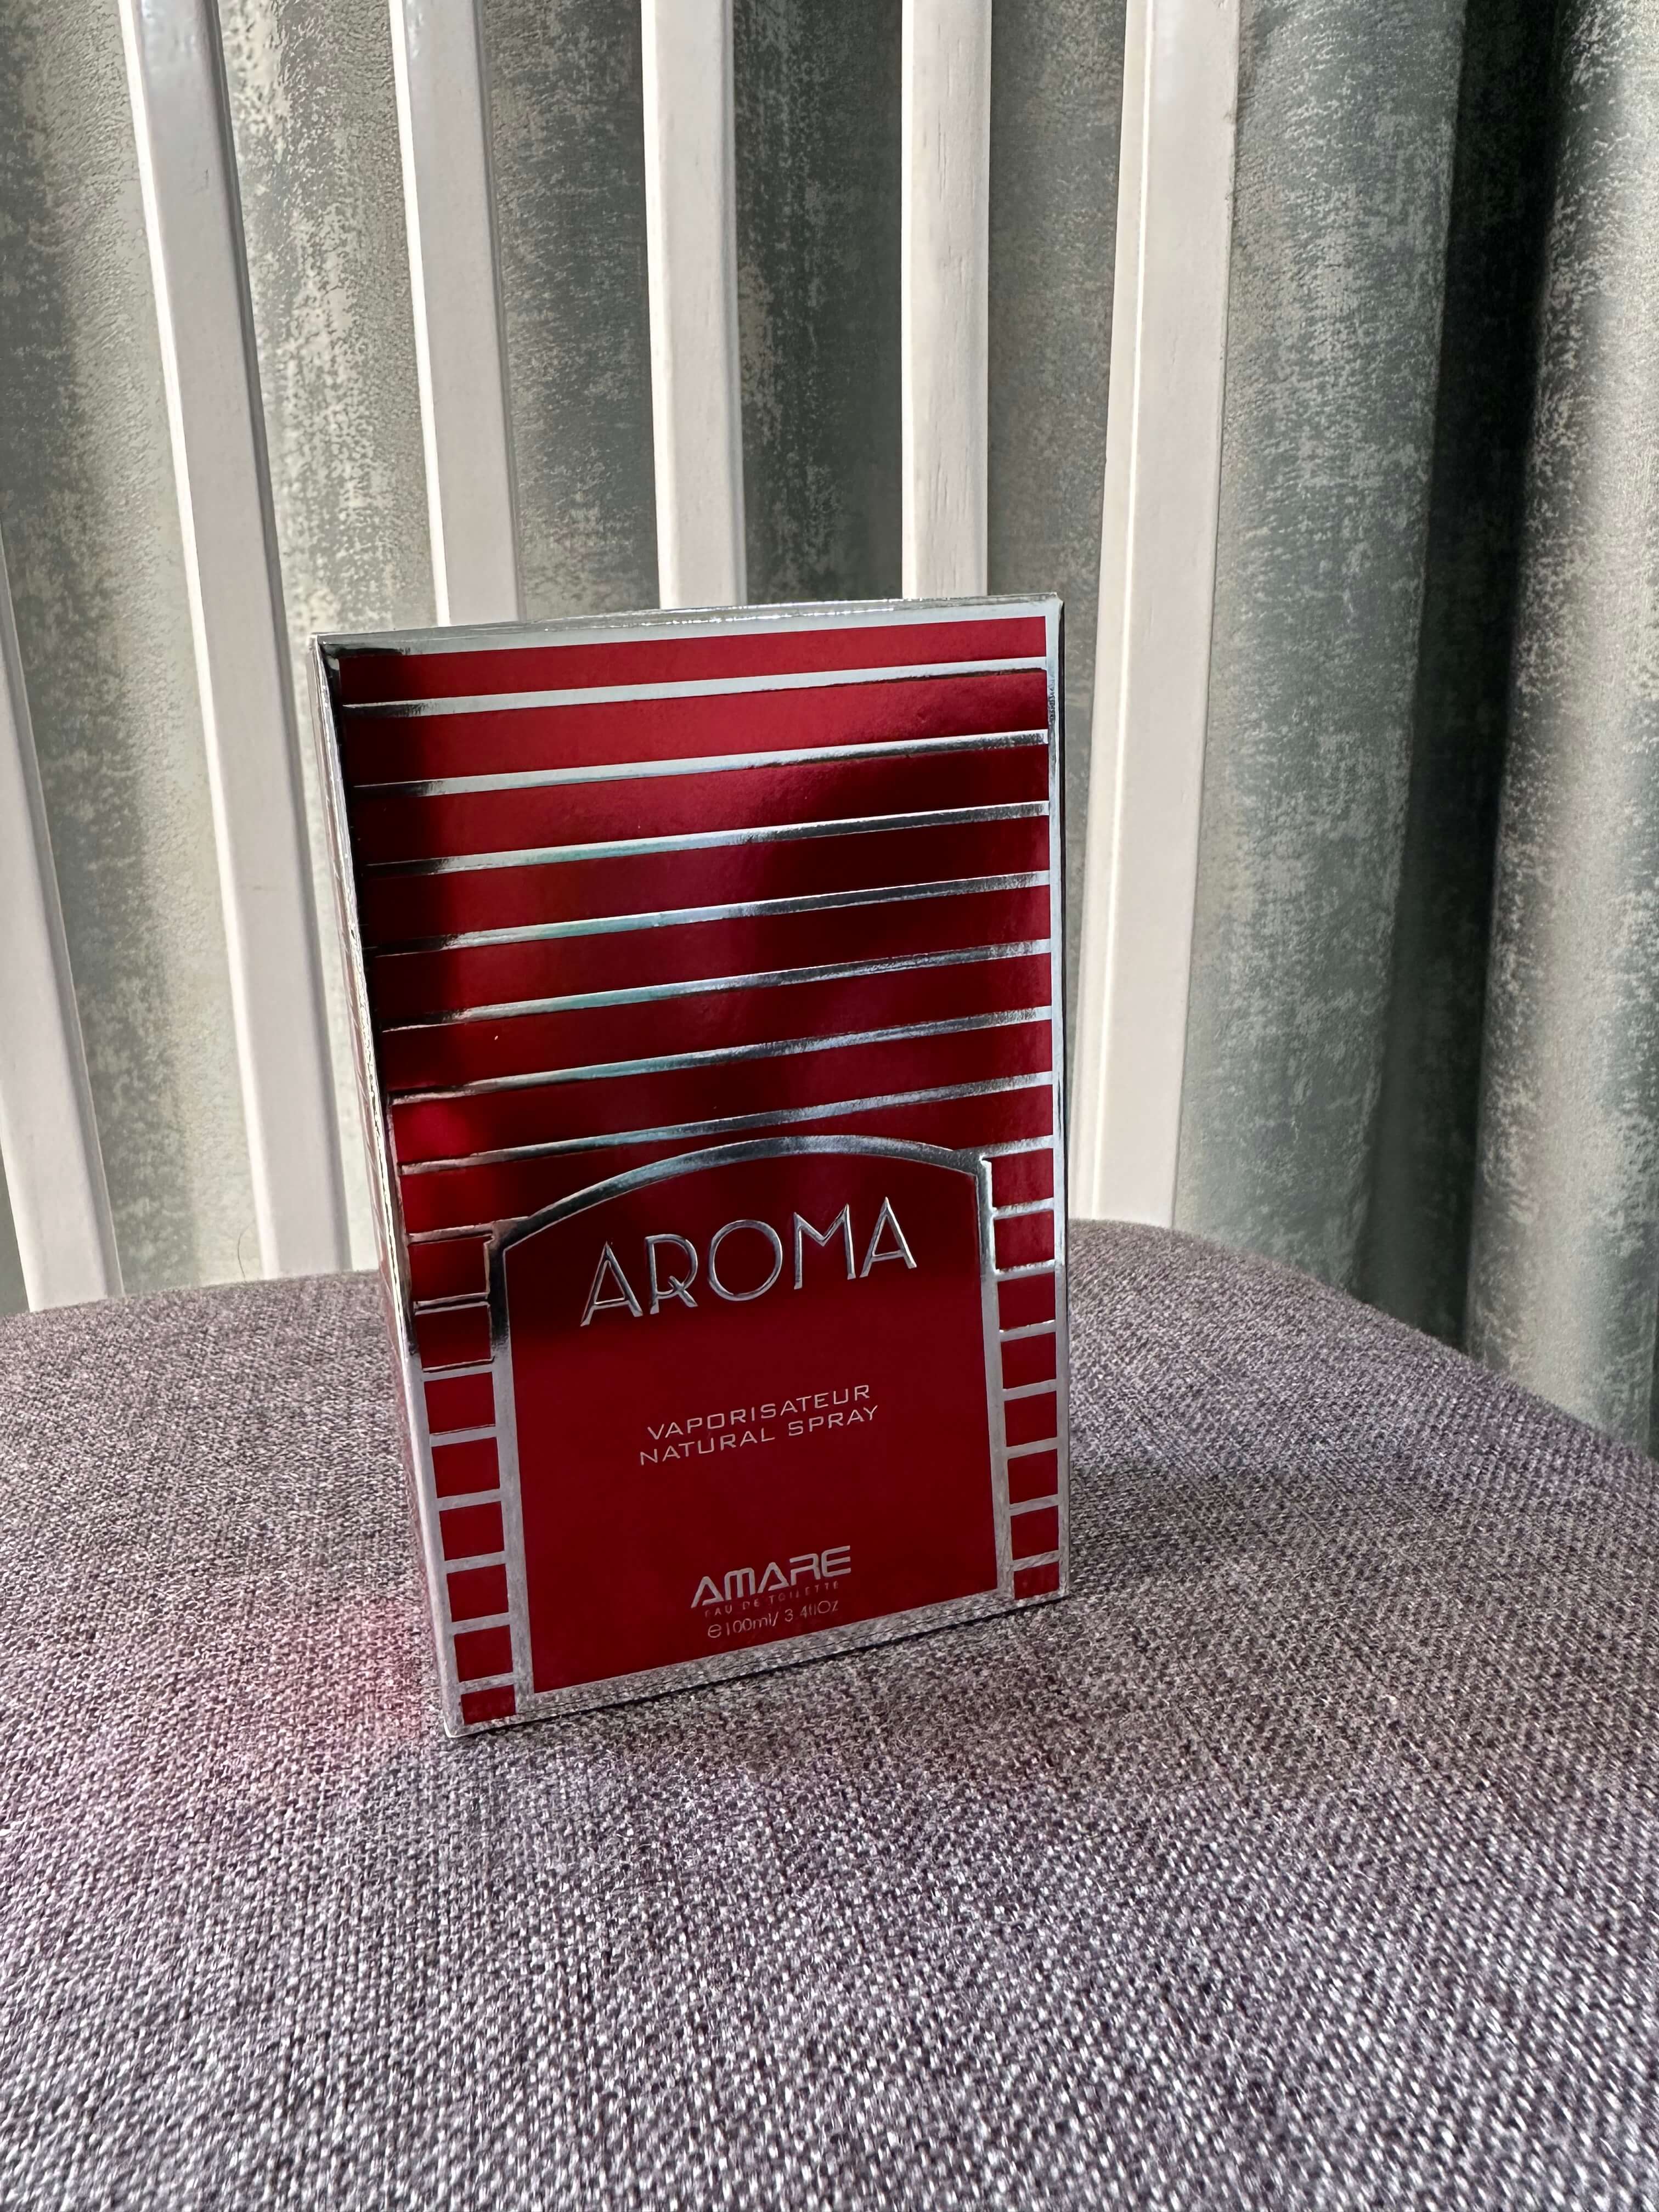 AROMA
VAPORISATEUR
NATURAL SPRAY
AMARE
EAU DE TOILETTE
e100ml/ 3.4flOz